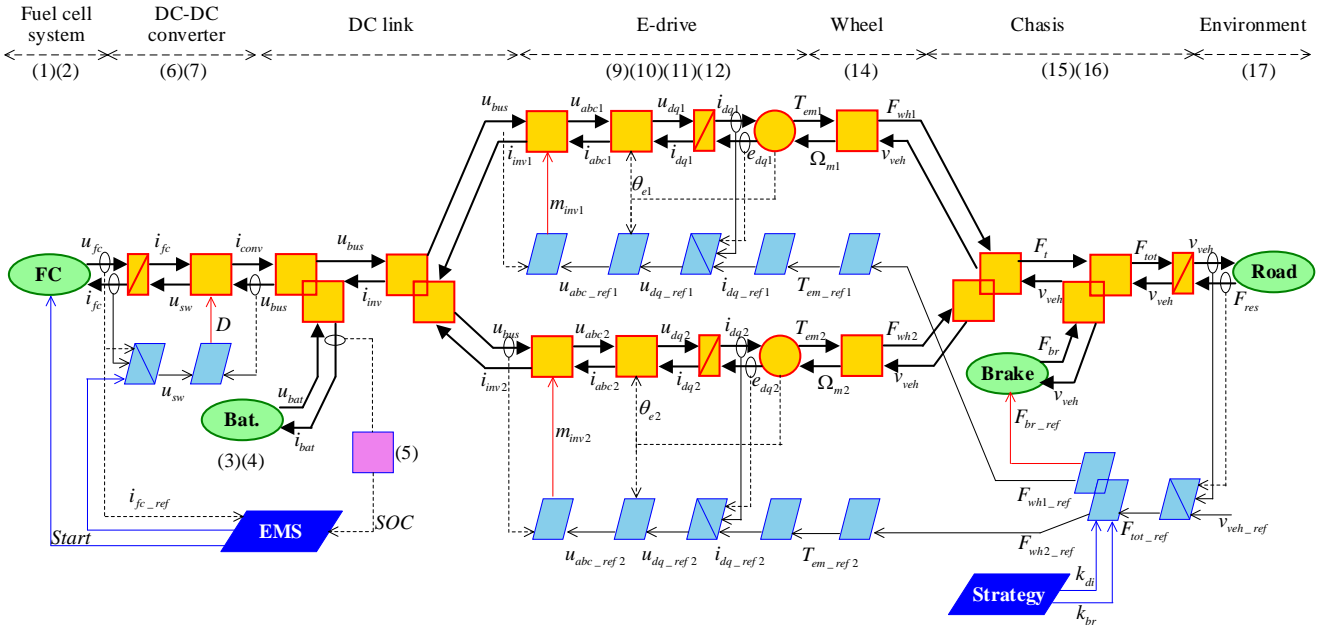 Fuel cell system
DC-DC converter
DC link
E-drive
Wheel
Chasis
Environment
(1)(2)
(6)(7)
(9)(10)(11)(12)
(14)
(15)(16)
(17)
u_bus
u_abc1
u_dq1
i_dq1
T_em1
F_wh1
i_inv1
i_abc1
i_dq1
e_dq1
Ω_m1
v_veh
θ_e1
m_inv1
u_fc
i_fc
i_conv
u_bus
F_t
F_tot
v_veh
FC
Road
i_fc
u_sw
u_bus
i_inv
v_veh
v_veh
F_res
u_abc_ref1
u_dq_ref1
i_dq_ref1
T_em_ref1
D
u_bus
u_abc2
u_dq2
i_dq2
T_em2
F_wh2
F_br
Brake
u_sw
i_inv2
i_abc2
i_dq2
e_dq2
Ω_m2
v_veh
v_veh
u_bat
Bat.
θ_e2
F_br_ref
i_bat
m_inv2
(3)(4)
(5)
i_fc_ref
F_wh1_ref
EMS
SOC
v_veh_ref
Start
F_tot_ref
u_abc_ref2
u_dq_ref2
i_dq_ref2
T_em_ref2
F_wh2_ref
k_di
Strategy
k_br